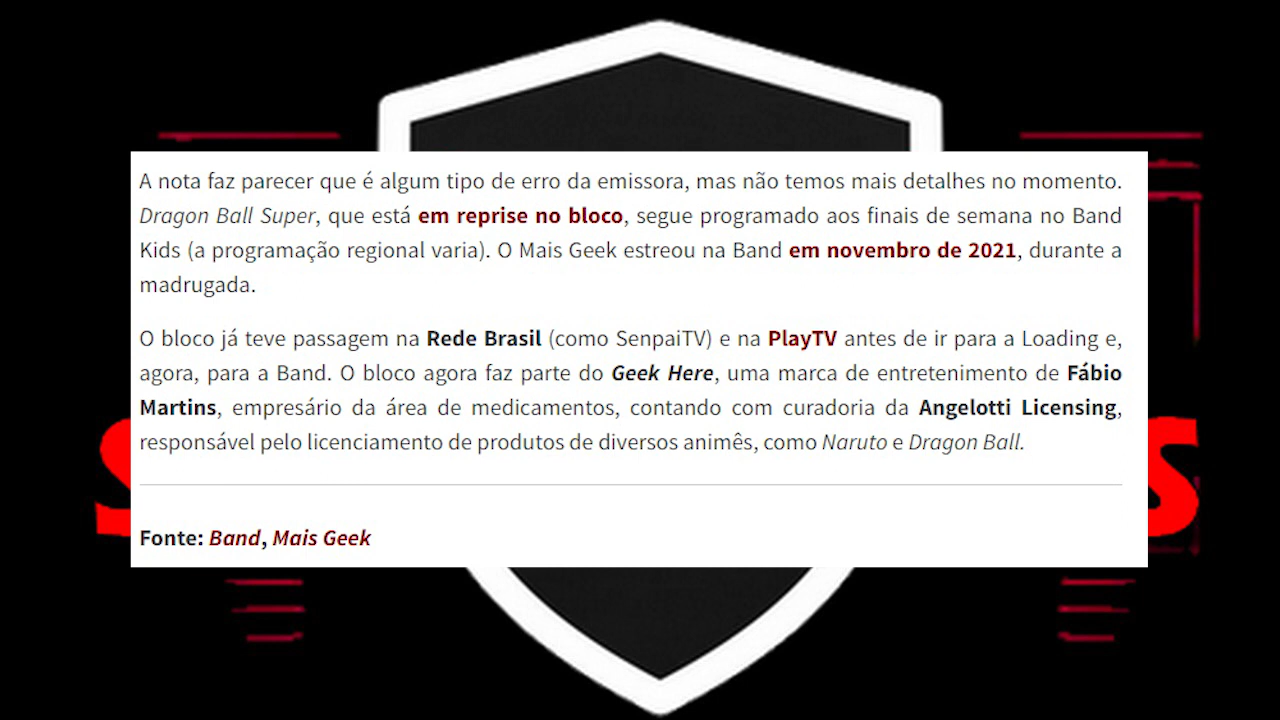 A nota faz parecer que é algum tipo de erro da emissora, mas não temos mais detalhes no momento.
Dragon Ball Super, que está em reprise no bloco, segue programado aos finais de semana no Band
Kids (a programação regional varia). O Mais Geek estreou na Band em novembro de 2021, durante a
madrugada.
O bloco já teve passagem na Rede Brasil (como SenpaiTV) e na PlayTV antes de ir para a Loading e,
agora, para a Band. O bloco agora faz parte do Geek Here, uma marca de entretenimento de Fábio
Martins, empresário da área de medicamentos, contando com curadoria da Angelotti Licensing,
responsável pelo licenciamento de produtos de diversos animês, como Naruto e Dragon Ball.
Fonte: Band, Mais Geek